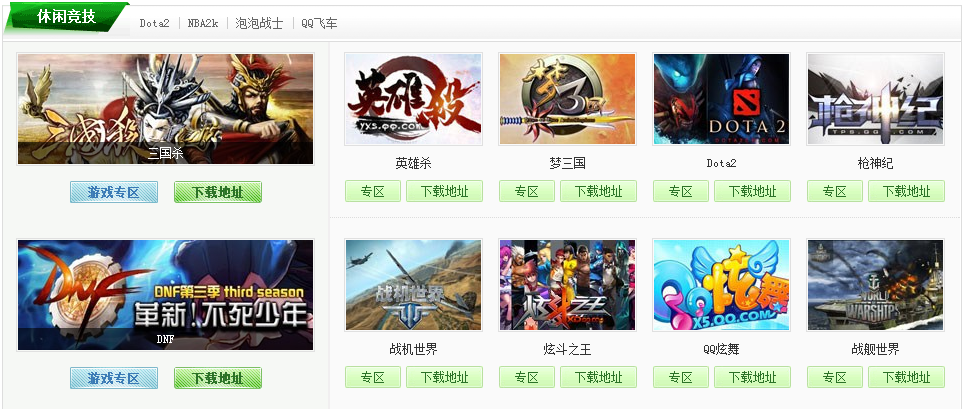 休闲竞技
Dota2 | NBA2k | 泡泡战士 | QQ飞车
三国杀
三国杀
游戏专区 下载地址
英雄殺
YXS.QQ.COM
英雄杀
专区 下载地址
梦三国
梦三国
专区 下载地址
DOTA 2
Dota2
专区 下载地址
枪神纪
TPS.QQ.COM
枪神纪
专区 下载地址
DNF
DNF第三季 third season
革新!不死少年
DNF
游戏专区 下载地址
战机世界
战机世界
专区 下载地址
炫斗之王
炫斗之王
专区 下载地址
QQ炫舞
X5.QQ.COM
QQ炫舞
专区 下载地址
WORLD OF
WARSHIPS
战舰世界
专区 下载地址